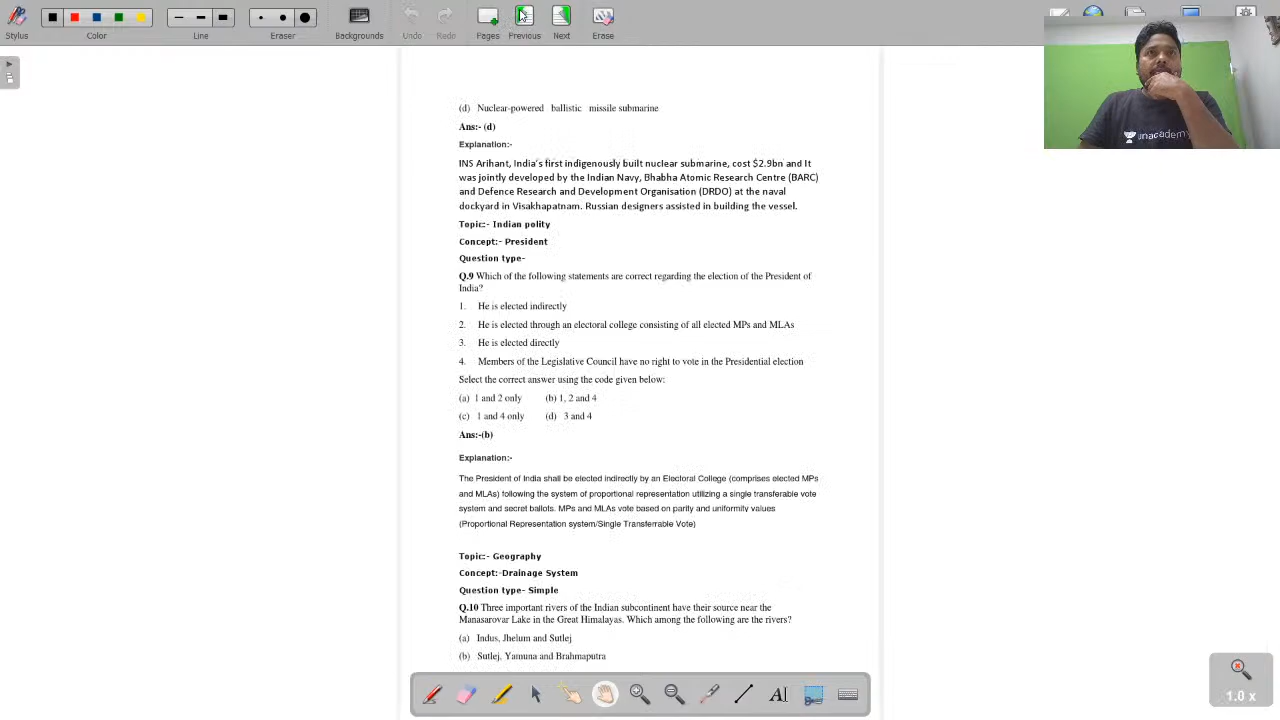 Stylus
Color
Line
Eraser
Backgrounds
Undo
Redo
Pages
Previous
Next
Erase
unacademy
(d) Nuclear-powered ballistic missile submarine
Ans:- (d)
Explanation:-
INS Arihant, India's first indigenously built nuclear submarine, cost $2.9bn and It
was jointly developed by the Indian Navy, Bhabha Atomic Research Centre (BARC)
and Defence Research and Development Organisation (DRDO) at the naval
dockyard in Visakhapatnam. Russian designers assisted in building the vessel.
Topic:- Indian polity
Concept:- President
Question type-
Q.9 Which of the following statements are correct regarding the election of the President of
India?
1. He is elected indirectly
2. He is elected through an electoral college consisting of all elected MPs and MLAs
3. He is elected directly
4. Members of the Legislative Council have no right to vote in the Presidential election
Select the correct answer using the code given below:
(a) 1 and 2 only (b) 1, 2 and 4
(c) 1 and 4 only (d) 3 and 4
Ans:-(b)
Explanation:-
The President of India shall be elected indirectly by an Electoral College (comprises elected MPs
and MLAs) following the system of proportional representation utilizing a single transferable vote
system and secret ballots. MPs and MLAs vote based on parity and uniformity values
(Proportional Representation system/Single Transferrable Vote)
Topic:- Geography
Concept:-Drainage System
Question type- Simple
Q.10 Three important rivers of the Indian subcontinent have their source near the
Manasarovar Lake in the Great Himalayas. Which among the following are the rivers?
(a) Indus, Jhelum and Sutlej
(b) Sutlej, Yamuna and Brahmaputra
AI
1.0 x